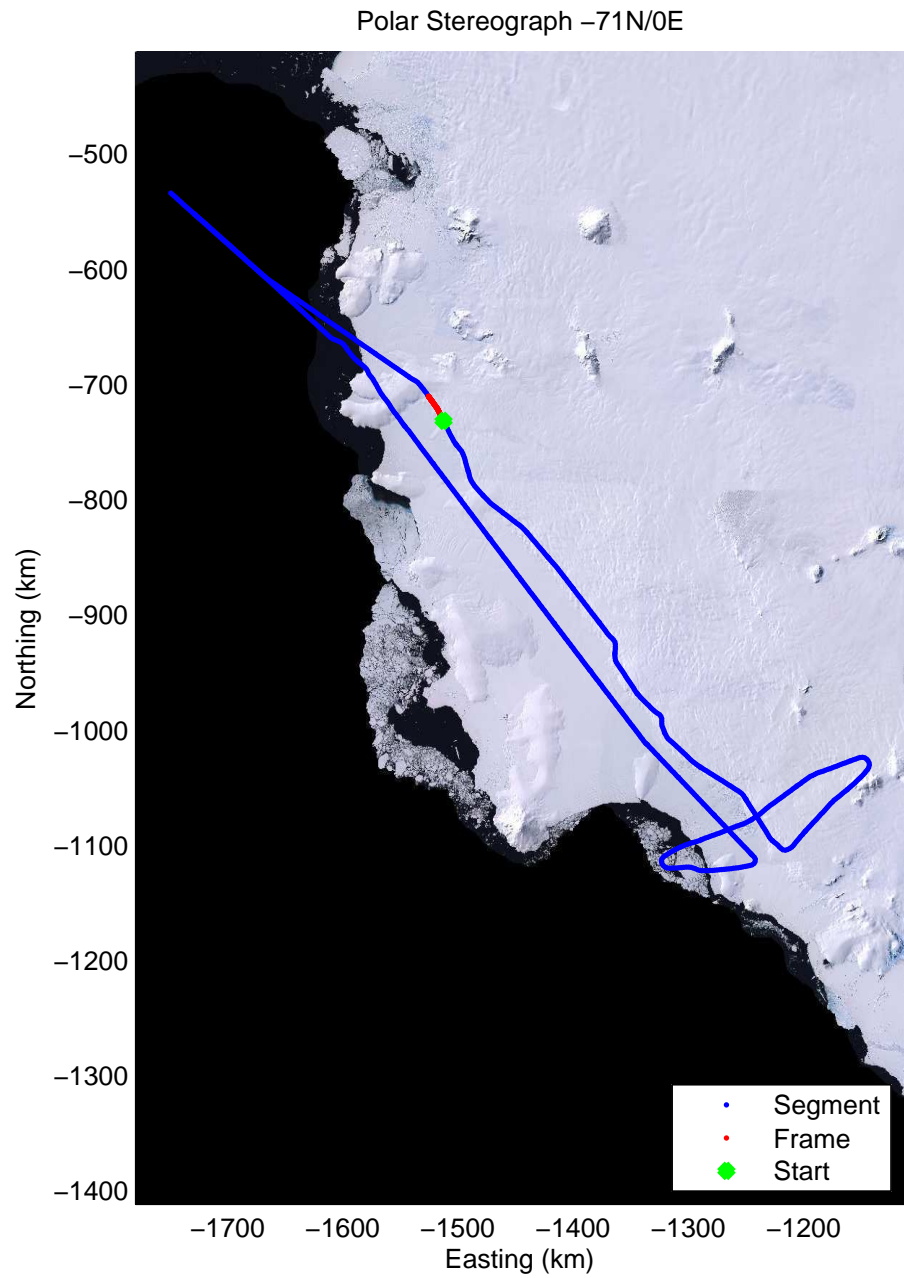 Polar Stereograph −71N/0E
Northing (km)
−500
−600
−700
−800
−900
−1000
−1100
−1200
−1300
−1400
Segment
Frame
Start
−1700 −1600 −1500 −1400 −1300 −1200
Easting (km)